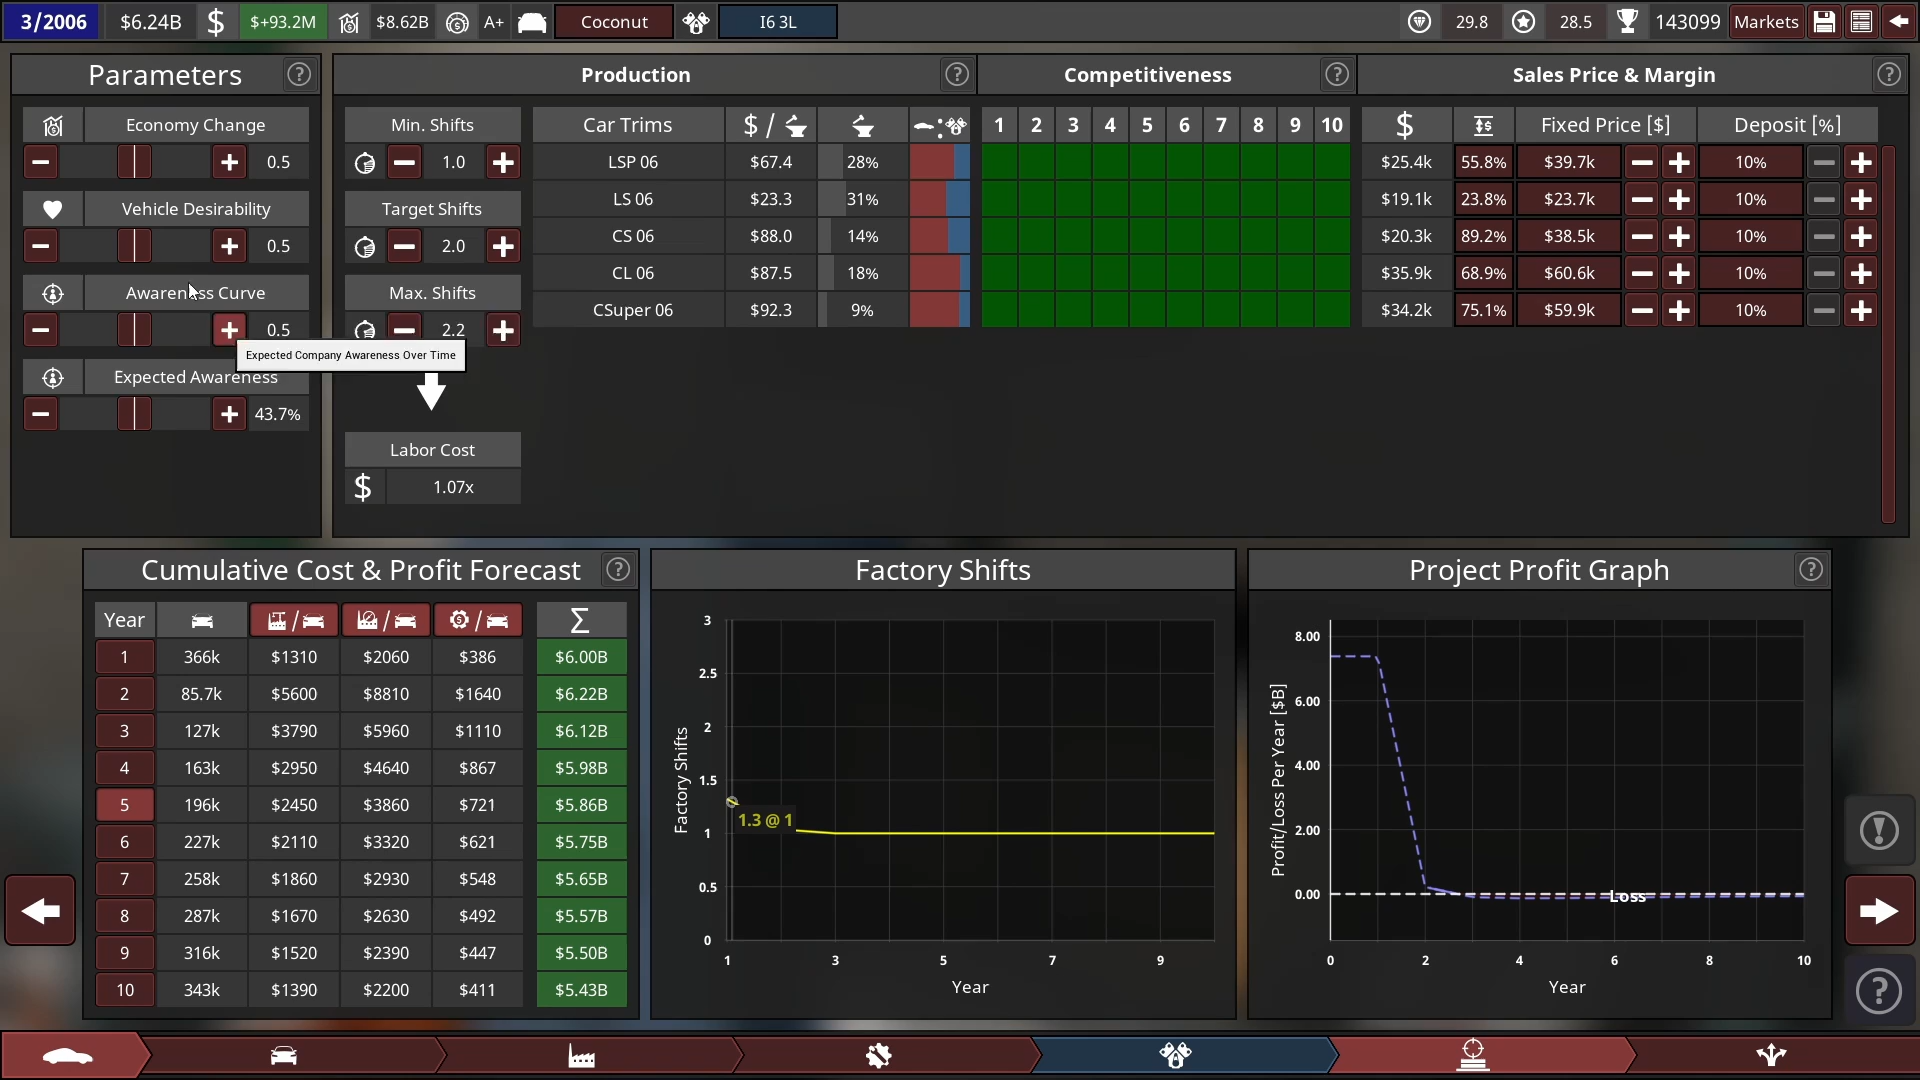 3/2006 $6.24B $+93.2M $8.62B A+ Coconut I6 3L 29.8 28.5 143099 Markets
Parameters ?
Economy Change
0.5
Vehicle Desirability
0.5
Awareness Curve
0.5
Expected Company Awareness Over Time
Expected Awareness
43.7%
Production ? Competitiveness ? Sales Price & Margin ?
Min. Shifts
1.0
Target Shifts
2.0
Max. Shifts
2.2
Labor Cost
$ 1.07x
Car Trims $ / 1 2 3 4 5 6 7 8 9 10 $ Fixed Price [$] Deposit [%]
LSP 06 $67.4 28% $25.4k 55.8% $39.7k 10%
LS 06 $23.3 31% $19.1k 23.8% $23.7k 10%
CS 06 $88.0 14% $20.3k 89.2% $38.5k 10%
CL 06 $87.5 18% $35.9k 68.9% $60.6k 10%
CSuper 06 $92.3 9% $34.2k 75.1% $59.9k 10%
Cumulative Cost & Profit Forecast ?
Year / / / Σ
1 366k $1310 $2060 $386 $6.00B
2 85.7k $5600 $8810 $1640 $6.22B
3 127k $3790 $5960 $1110 $6.12B
4 163k $2950 $4640 $867 $5.98B
5 196k $2450 $3860 $721 $5.86B
6 227k $2110 $3320 $621 $5.75B
7 258k $1860 $2930 $548 $5.65B
8 287k $1670 $2630 $492 $5.57B
9 316k $1520 $2390 $447 $5.50B
10 343k $1390 $2200 $411 $5.43B
Factory Shifts
Factory Shifts
3
2.5
2
1.5
1
0.5
0
1.3 @ 1
1 3 5 7 9
Year
Project Profit Graph ?
Profit/Loss Per Year [$B]
8.00
6.00
4.00
2.00
0.00
Loss
0 2 4 6 8 10
Year
?